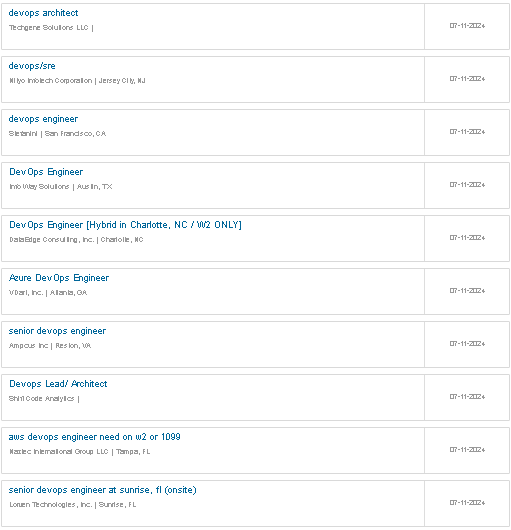 devops architect
Techgene Solutions LLC |
07-11-2024
devops/sre
Infotech Corporation | Jersey City, NJ
07-11-2024
devops engineer
Stefanini | San Francisco, CA
07-11-2024
DevOps Engineer
Info Way Solutions | Austin, TX
07-11-2024
DevOps Engineer [Hybrid in Charlotte, NC / W2 ONLY]
DataEdge Consulting, Inc. | Charlotte, NC
07-11-2024
Azure DevOps Engineer
VDart, Inc. | Atlanta, GA
07-11-2024
senior devops engineer
Ampcus Inc | Reston, VA
07-11-2024
Devops Lead/ Architect
Code Analytics |
07-11-2024
aws devops engineer need on w2 or 1099
International Group LLC | Tampa, FL
07-11-2024
senior devops engineer at sunrise, fl (onsite)
Technologies, Inc. | Sunrise, FL
07-11-2024